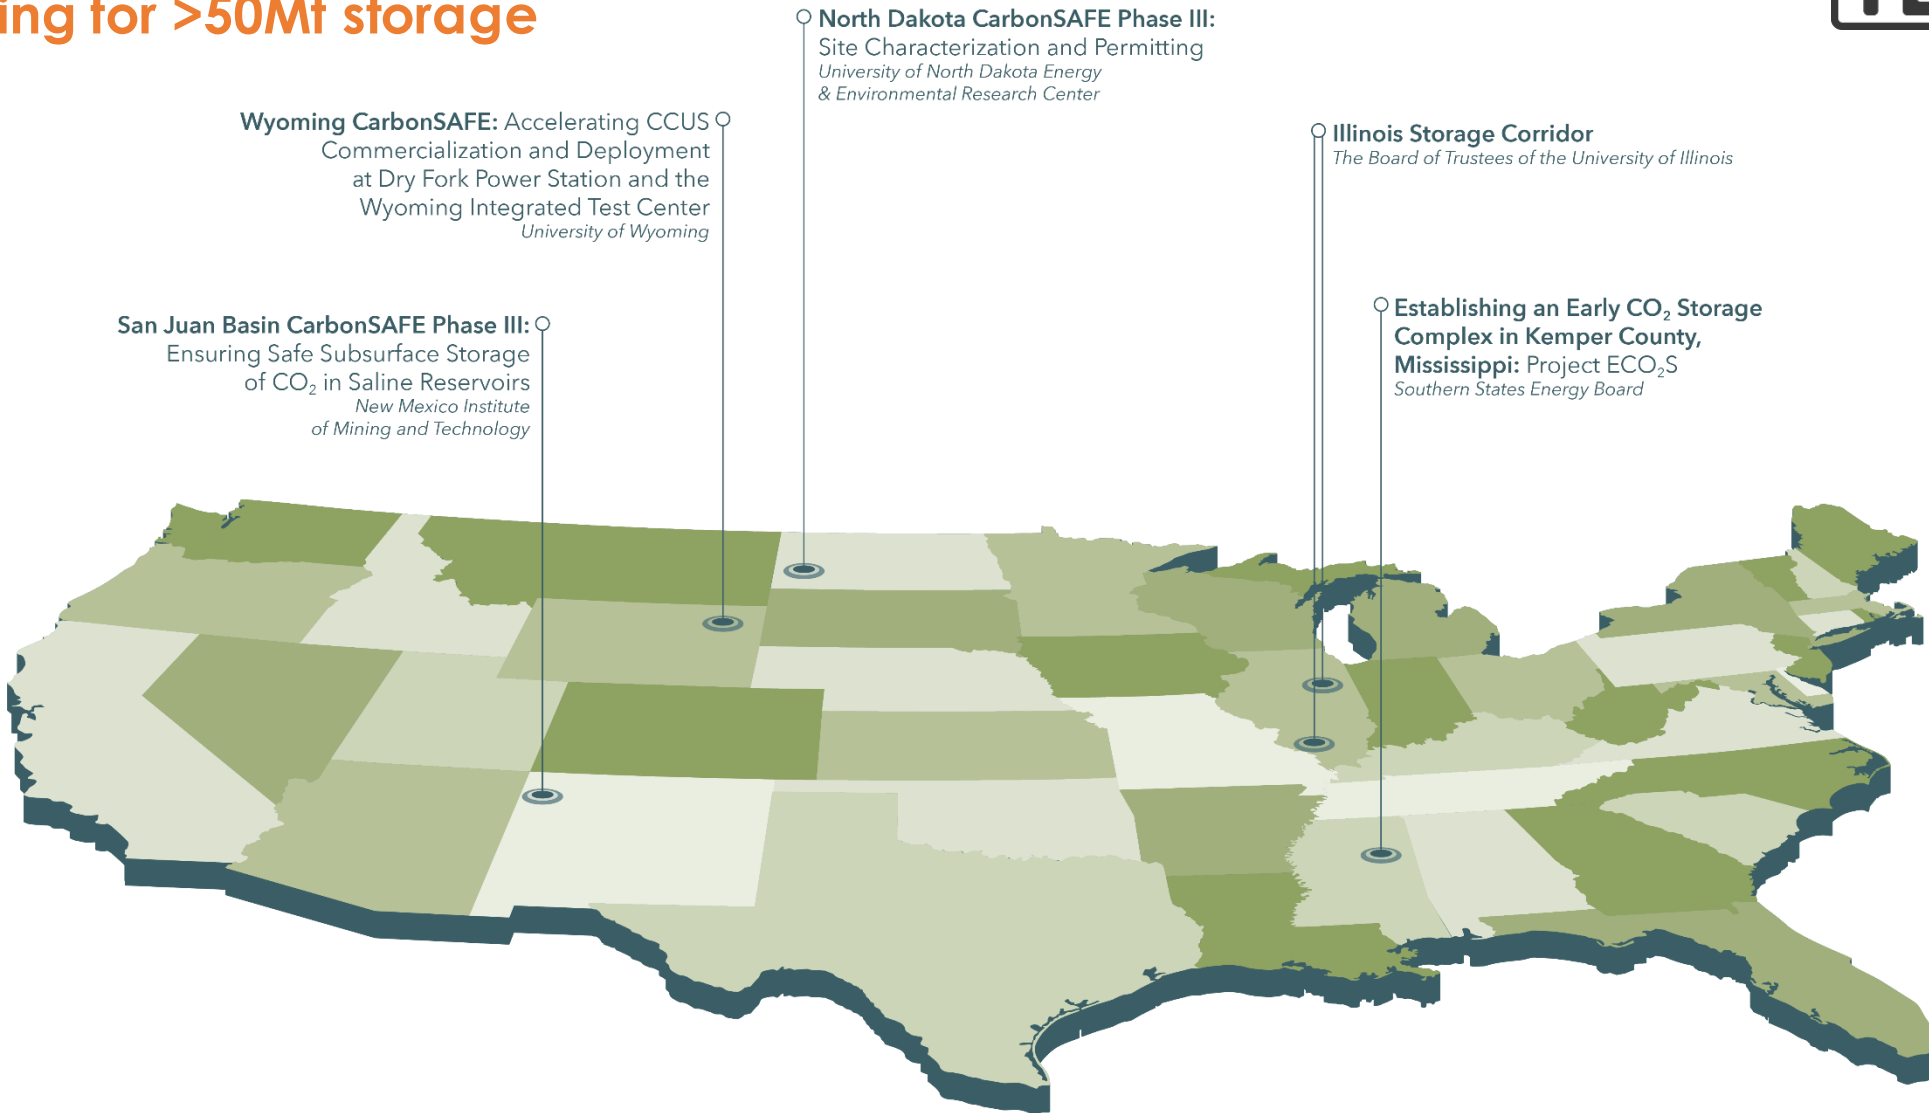 ing for >50Mt storage
North Dakota CarbonSAFE Phase III:
Site Characterization and Permitting
University of North Dakota Energy
& Environmental Research Center
Wyoming CarbonSAFE: Accelerating CCUS
Commercialization and Deployment
at Dry Fork Power Station and the
Wyoming Integrated Test Center
University of Wyoming
Illinois Storage Corridor
The Board of Trustees of the University of Illinois
San Juan Basin CarbonSAFE Phase III:
Ensuring Safe Subsurface Storage
of CO₂ in Saline Reservoirs
New Mexico Institute
of Mining and Technology
Establishing an Early CO₂ Storage
Complex in Kemper County,
Mississippi: Project ECO₂S
Southern States Energy Board